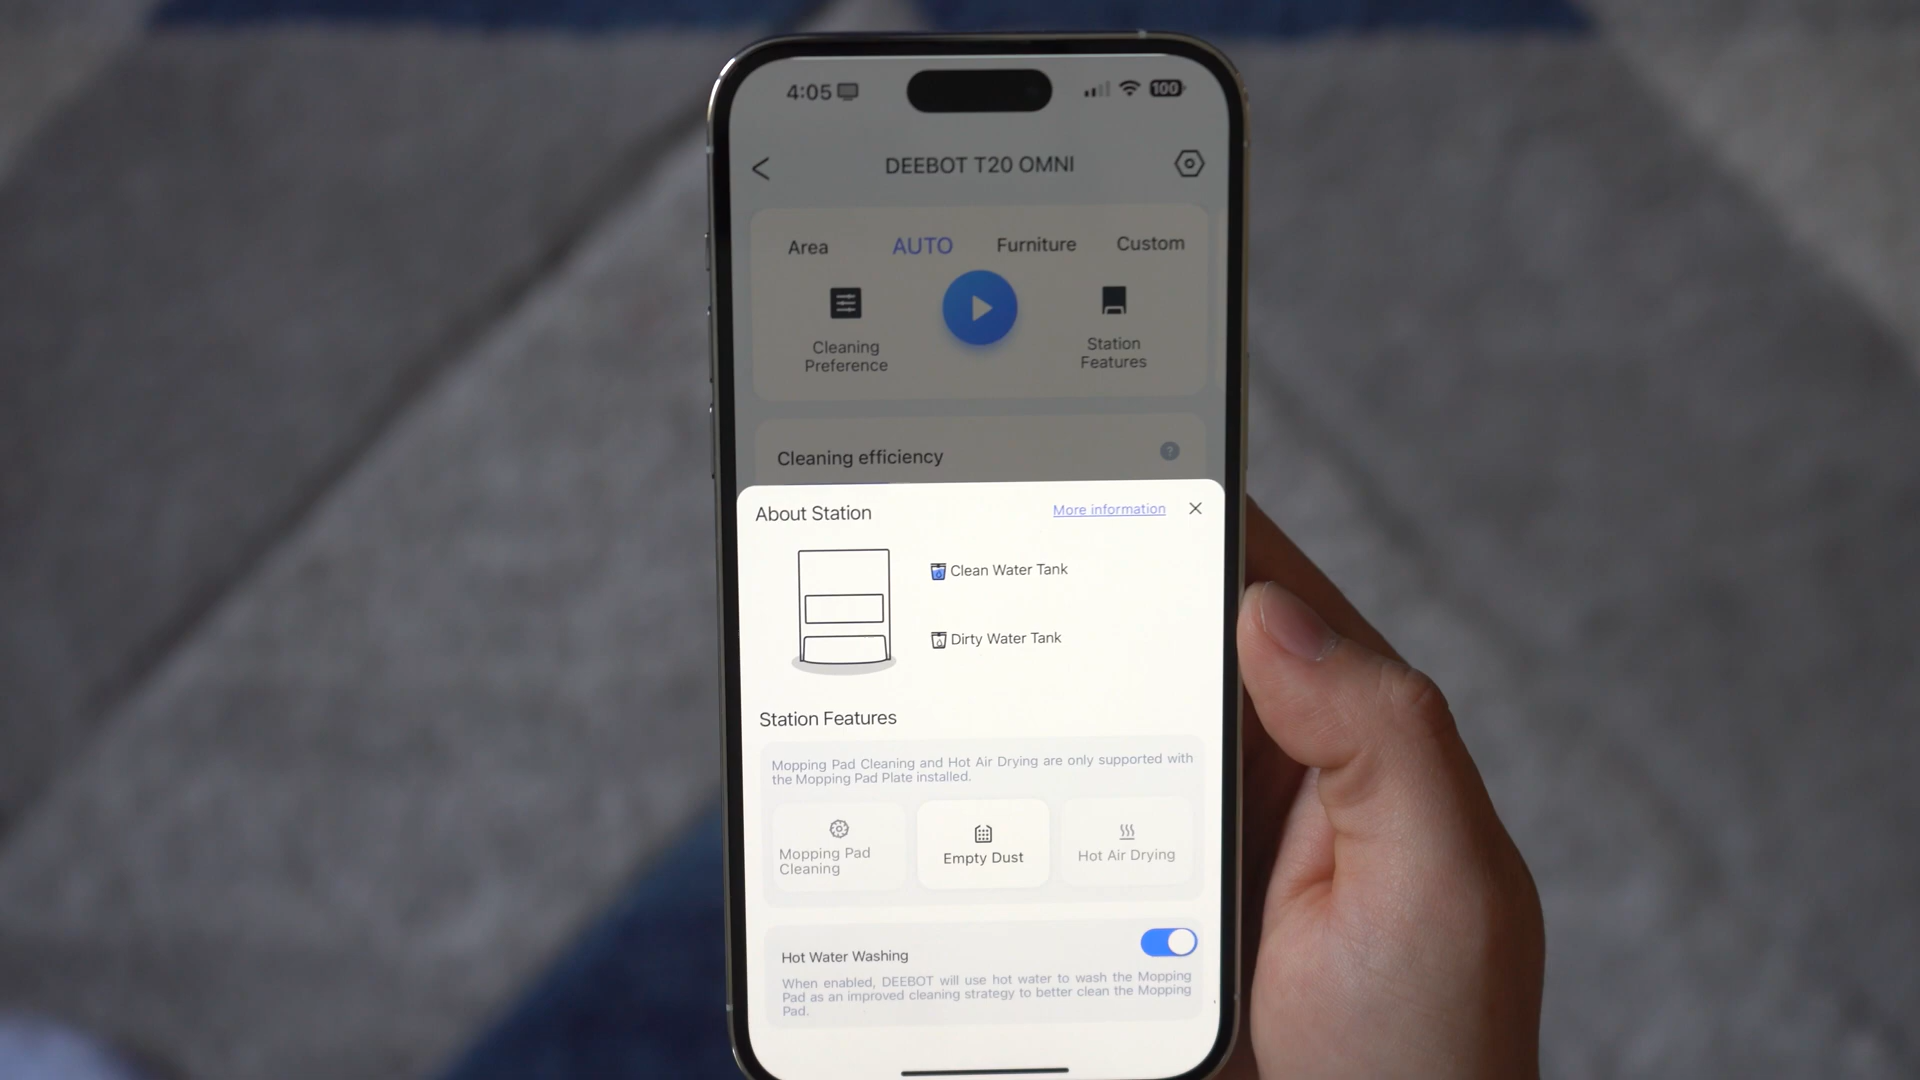 4:05
100
DEEBOT T20 OMNI
Area AUTO Furniture Custom
Cleaning
Preference
Station
Features
Cleaning efficiency ?
About Station More information
Clean Water Tank
Dirty Water Tank
Station Features
Mopping Pad Cleaning and Hot Air Drying are only supported with
the Mopping Pad Plate installed.
Mopping Pad
Cleaning
Empty Dust
Hot Air Drying
Hot Water Washing
When enabled, DEEBOT will use hot water to wash the Mopping
Pad as an improved cleaning strategy to better clean the Mopping
Pad.